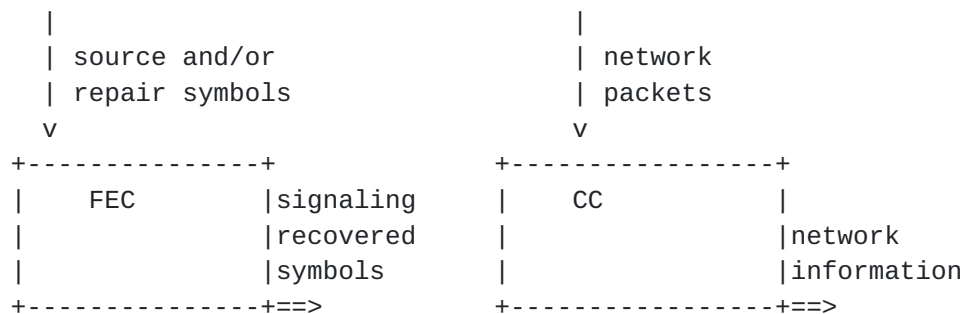 |                                |
  | source and/or                  | network
  | repair symbols                 | packets
  v                                v
+---------------+             +-----------------+
|    FEC        |signaling    |    CC           |
|               |recovered    |                 |network
|               |symbols      |                 |information
+---------------+==>          +-----------------+==>